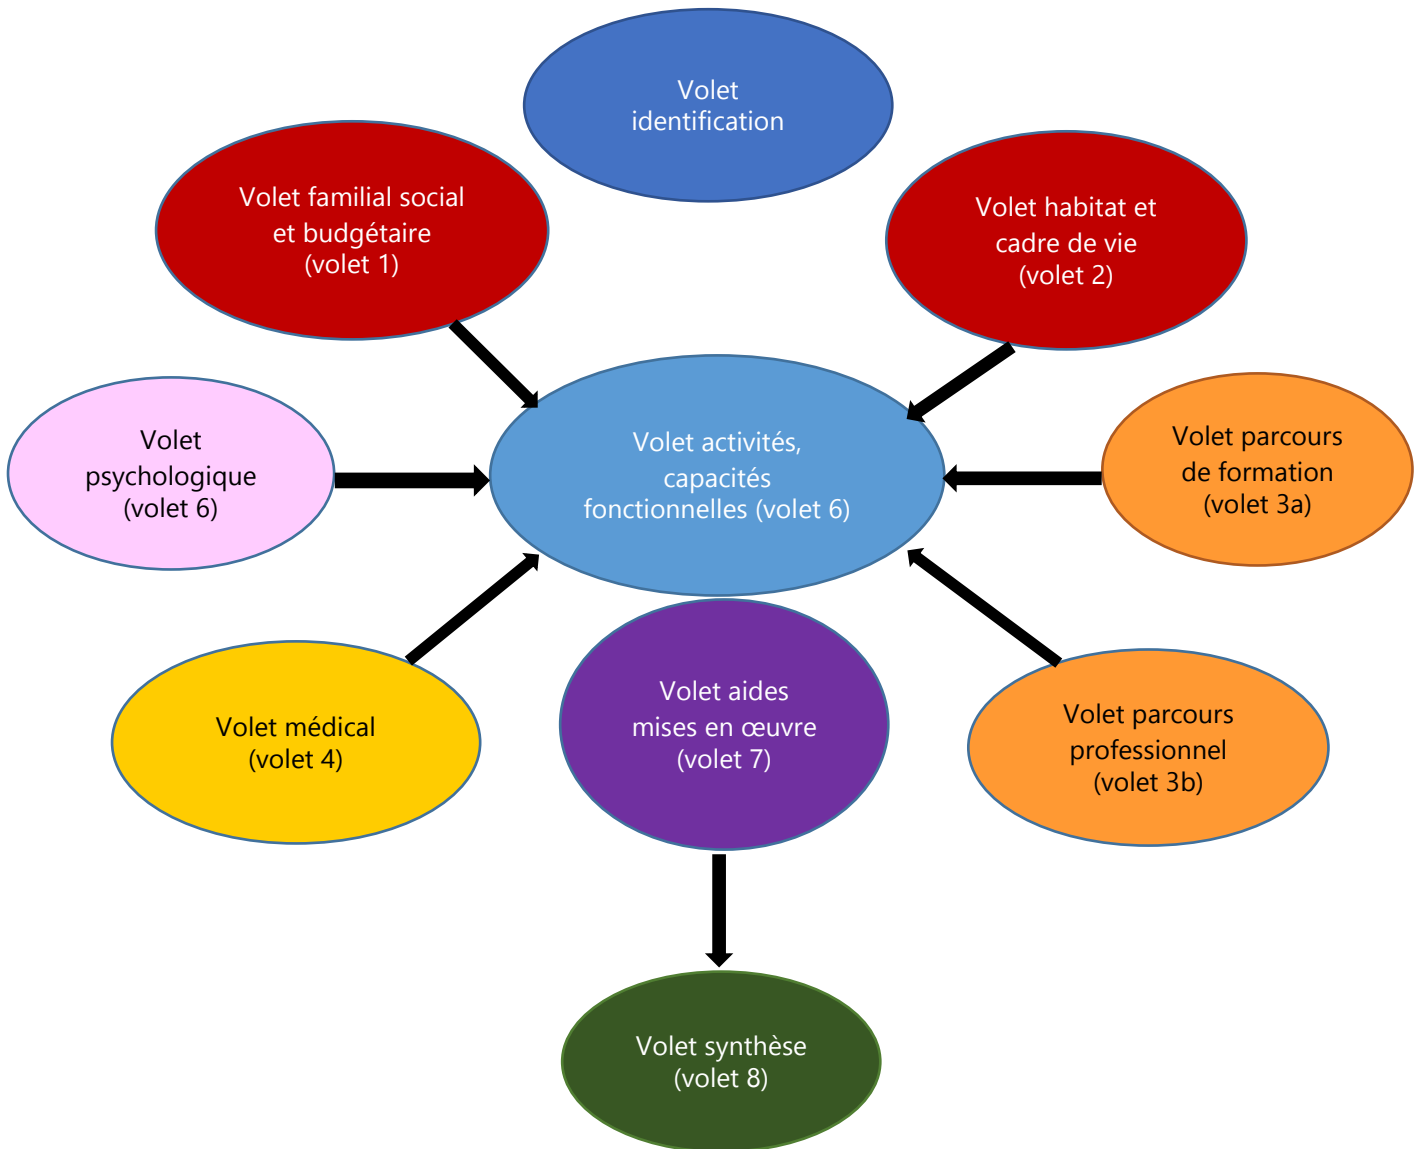 Volet
identification
Volet familial social
et budgétaire
(volet 1)
Volet habitat et
cadre de vie
(volet 2)
Volet
psychologique
(volet 6)
Volet activités,
capacités
fonctionnelles (volet 6)
Volet parcours
de formation
(volet 3a)
Volet médical
(volet 4)
Volet aides
mises en œuvre
(volet 7)
Volet parcours
professionnel
(volet 3b)
Volet synthèse
(volet 8)